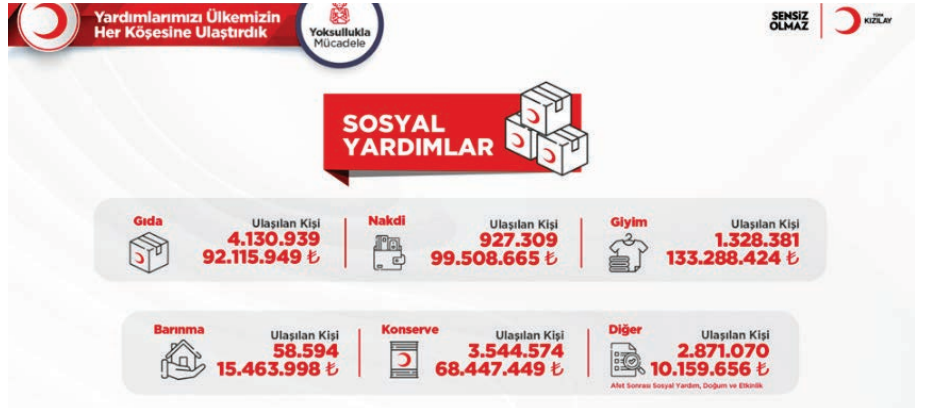 Yardımlarımızı Ülkemizin
Her Köşesine Ulaştırdık
Yoksullukla
Mücadele
SENSİZ
OLMAZ
TÜRK
KIZILAY
SOSYAL
YARDIMLAR
Gıda
Ulaşılan Kişi
4.130.939
92.115.949 ₺
Nakdi
Ulaşılan Kişi
927.309
99.508.665 ₺
Giyim
Ulaşılan Kişi
1.328.381
133.288.424 ₺
Barınma
Ulaşılan Kişi
58.594
15.463.998 ₺
Konserve
Ulaşılan Kişi
3.544.574
68.447.449 ₺
Diğer
Ulaşılan Kişi
2.871.070
10.159.656 ₺
Afet Sonrası Sosyal Yardım, Doğum ve Etkinlik